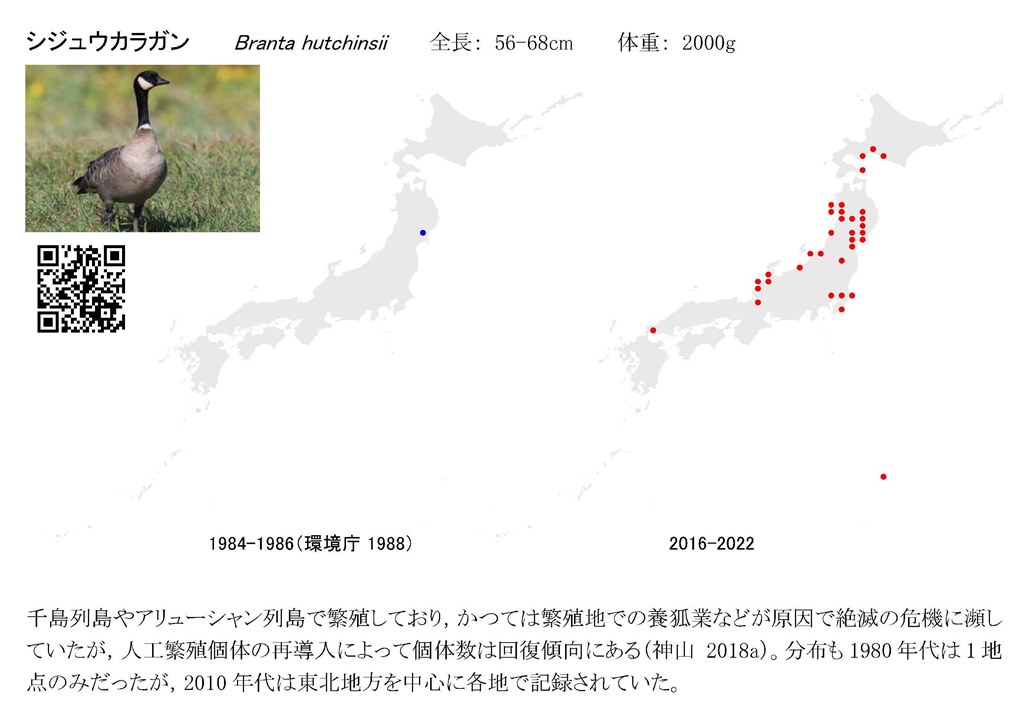 シジュウカラガン Branta hutchinsii 全長： 56-68cm 体重： 2000g
1984-1986（環境庁 1988） 2016-2022
千島列島やアリューシャン列島で繁殖しており，かつては繁殖地での養狐業などが原因で絶滅の危機に瀕し
ていたが，人工繁殖個体の再導入によって個体数は回復傾向にある（神山 2018a）。分布も 1980 年代は 1 地
点のみだったが，2010 年代は東北地方を中心に各地で記録されていた。